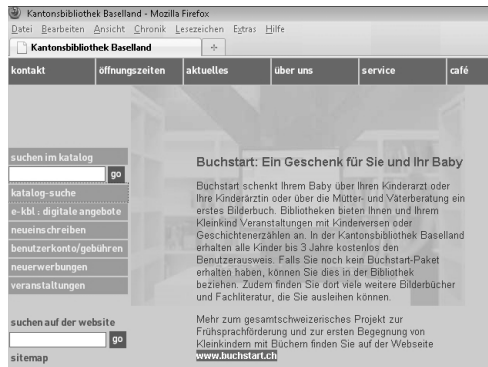 Kantonsbibliothek Baselland - Mozilla Firefox
Datei Bearbeiten Ansicht Chronik Lesezeichen Extras Hilfe
Kantonsbibliothek Baselland
kontakt öffnungszeiten aktuelles über uns service café
suchen im katalog
go
katalog-suche
e-kbl : digitale angebote
neueinschreiben
benutzerkonto/gebühren
neuerwerbungen
veranstaltungen
suchen auf der website
go
sitemap
Buchstart: Ein Geschenk für Sie und Ihr Baby
Buchstart schenkt Ihrem Baby über Ihren Kinderarzt oder
Ihre Kinderärztin oder über die Mütter- und Väterberatung ein
erstes Bilderbuch. Bibliotheken bieten Ihnen und Ihrem
Kleinkind Veranstaltungen mit Kinderversen oder
Geschichtenerzählen an. In der Kantonsbibliothek Baselland
erhalten alle Kinder bis 3 Jahre kostenlos den
Benutzerausweis. Falls Sie noch kein Buchstart-Paket
erhalten haben, können Sie dies in der Bibliothek
beziehen. Zudem finden Sie dort viele weitere Bilderbücher
und Fachliteratur, die Sie ausleihen können.
Mehr zum gesamtschweizerisches Projekt zur
Frühsprachförderung und zur ersten Begegnung von
Kleinkindern mit Büchern finden Sie auf der Webseite
www.buchstart.ch